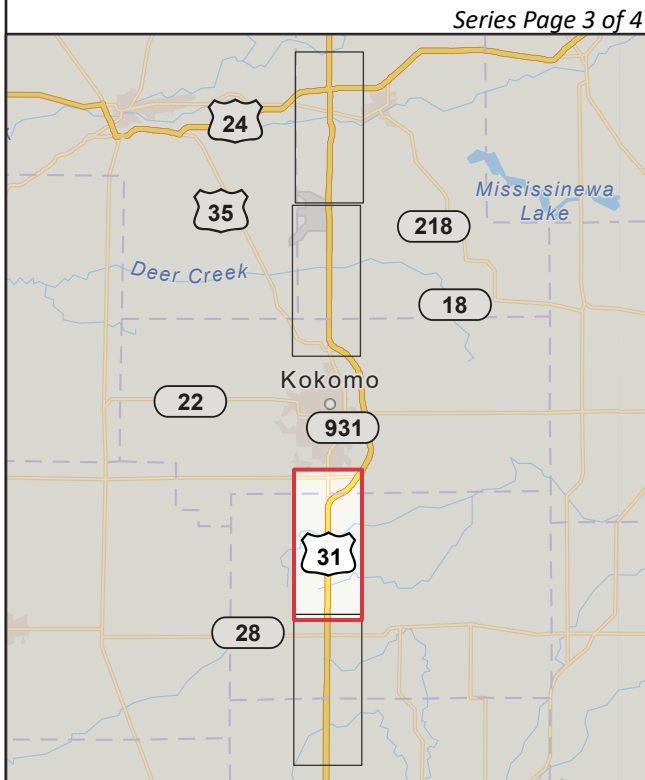 Series Page 3 of 4
24
35
Mississinewa
Lake
218
Deer Creek
18
Kokomo
22
931
31
28